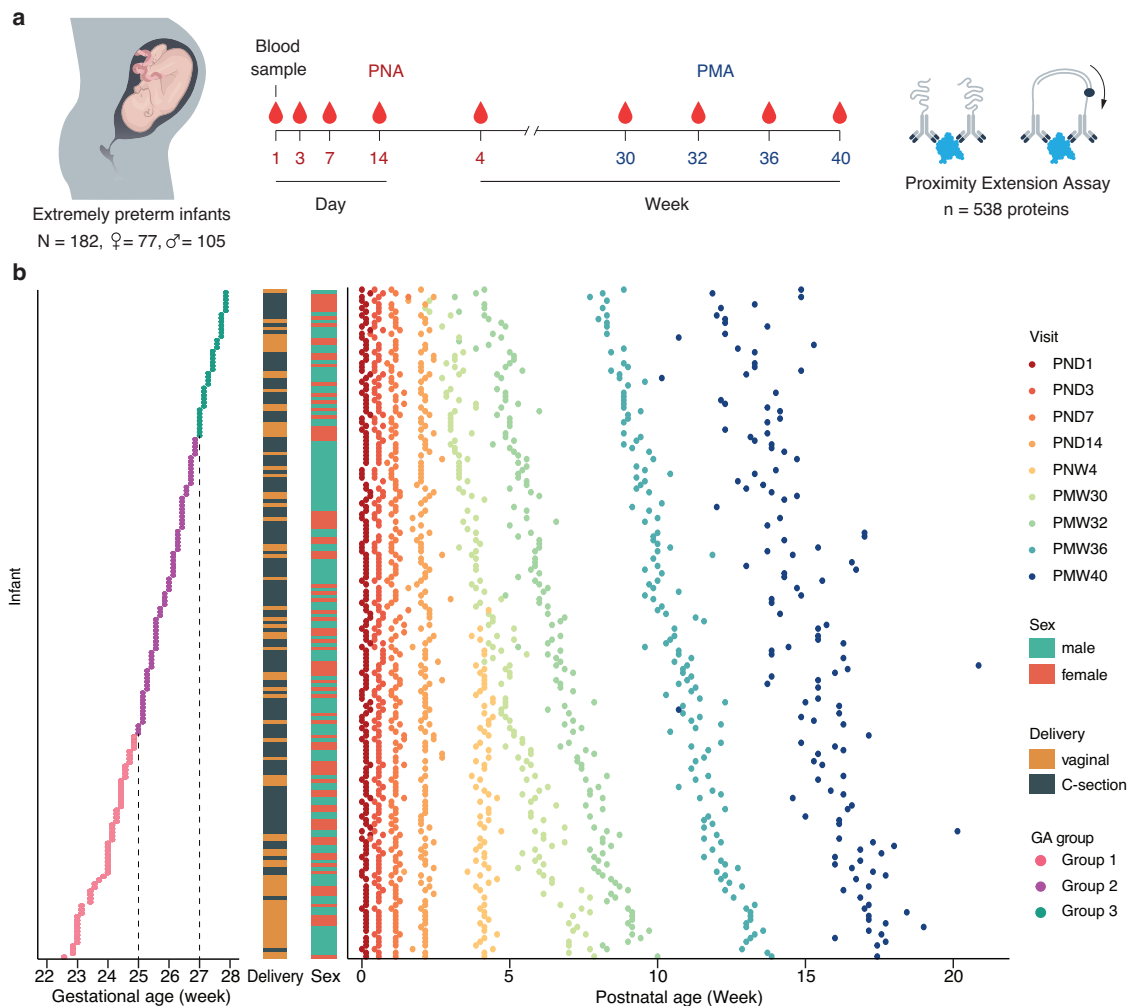 a
Blood
sample
PNA
PMA
1 3 7 14 4 30 32 36 40
Day
Week
Extremely preterm infants
N = 182, ♀= 77, ♂= 105
Proximity Extension Assay
n = 538 proteins
b
Infant
22 23 24 25 26 27 28
Gestational age (week)
Delivery
Sex
0 5 10 15 20
Postnatal age (Week)
Visit
PND1
PND3
PND7
PND14
PNW4
PMW30
PMW32
PMW36
PMW40
Sex
male
female
Delivery
vaginal
C-section
GA group
Group 1
Group 2
Group 3